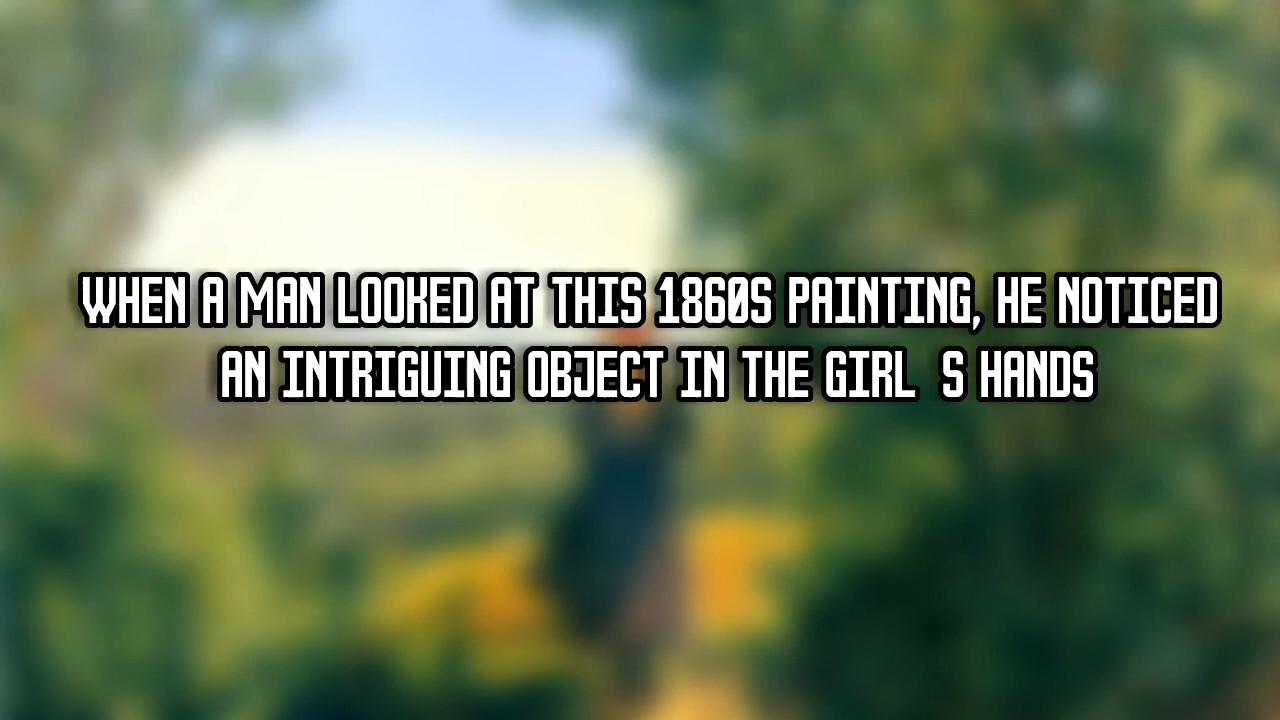 WHEN A MAN LOOKED AT THIS 1860S PAINTING, HE NOTICED
AN INTRIGUING OBJECT IN THE GIRL S HANDS